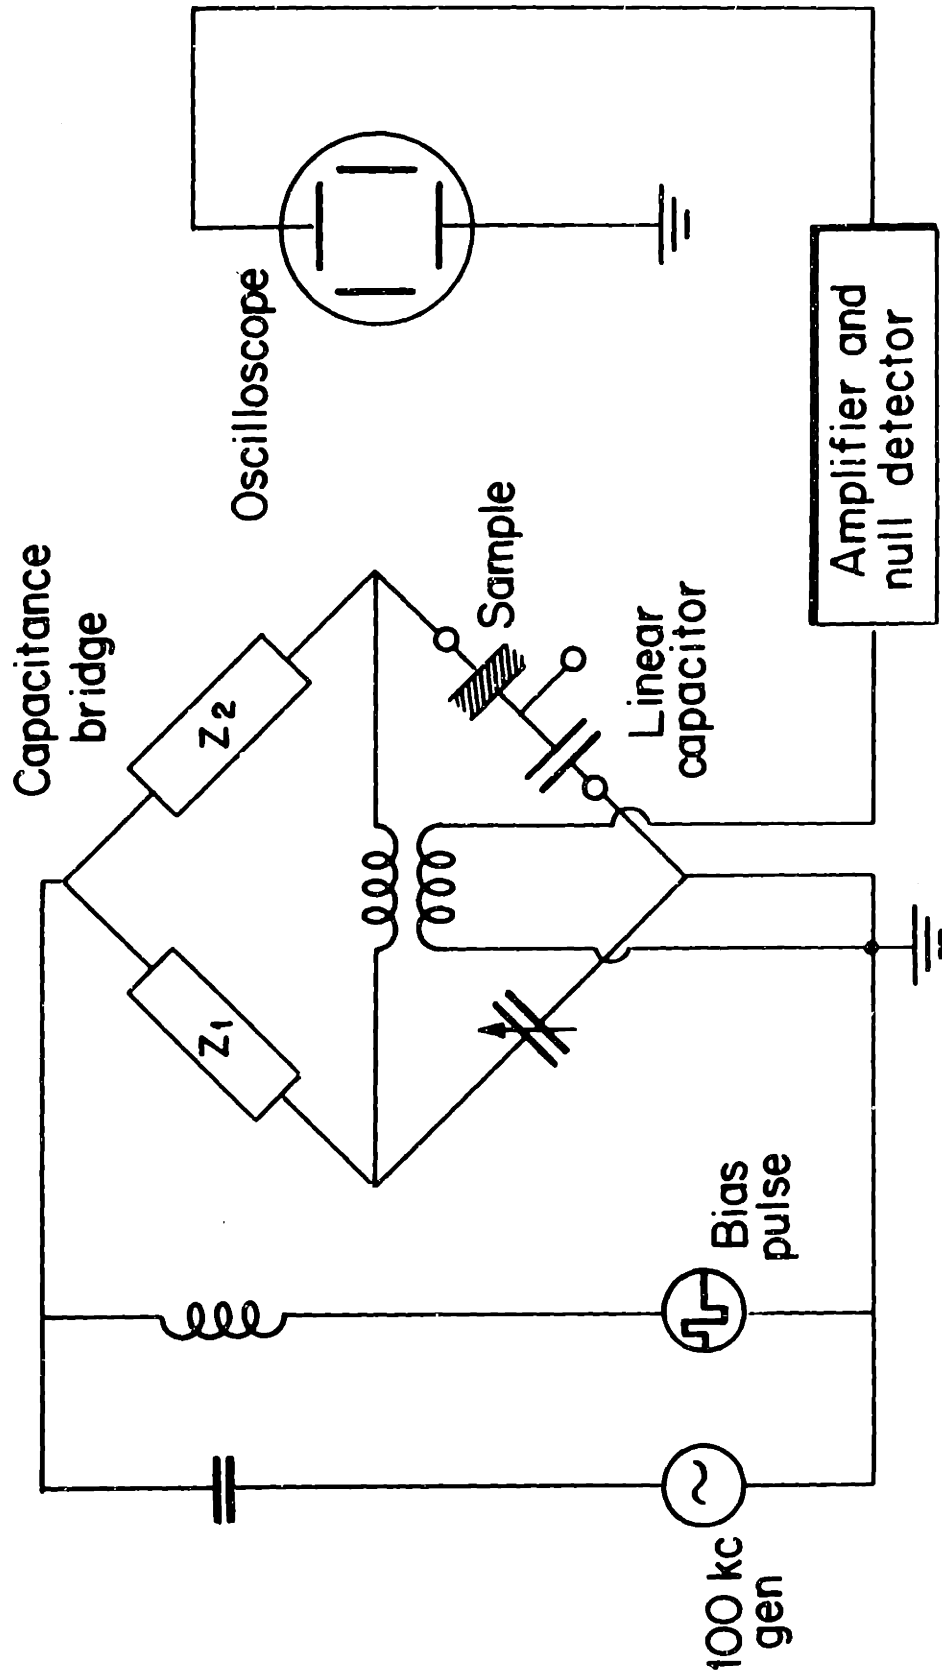 Capacitance
bridge
Z1
Z2
Oscilloscope
Sample
Linear
capacitor
Bias
pulse
100 kc
gen
Amplifier and
null detector